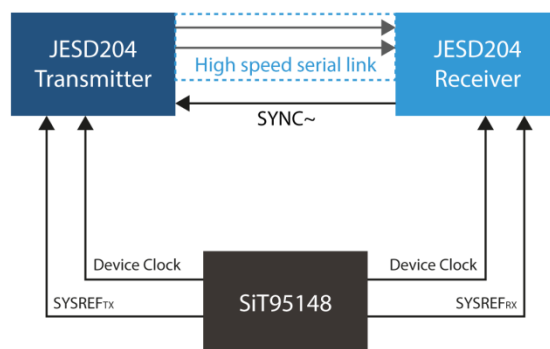 JESD204
Transmitter
High speed serial link
JESD204
Receiver
SYNC~
Device Clock
Device Clock
SYSREFTX
SiT95148
SYSREFRX